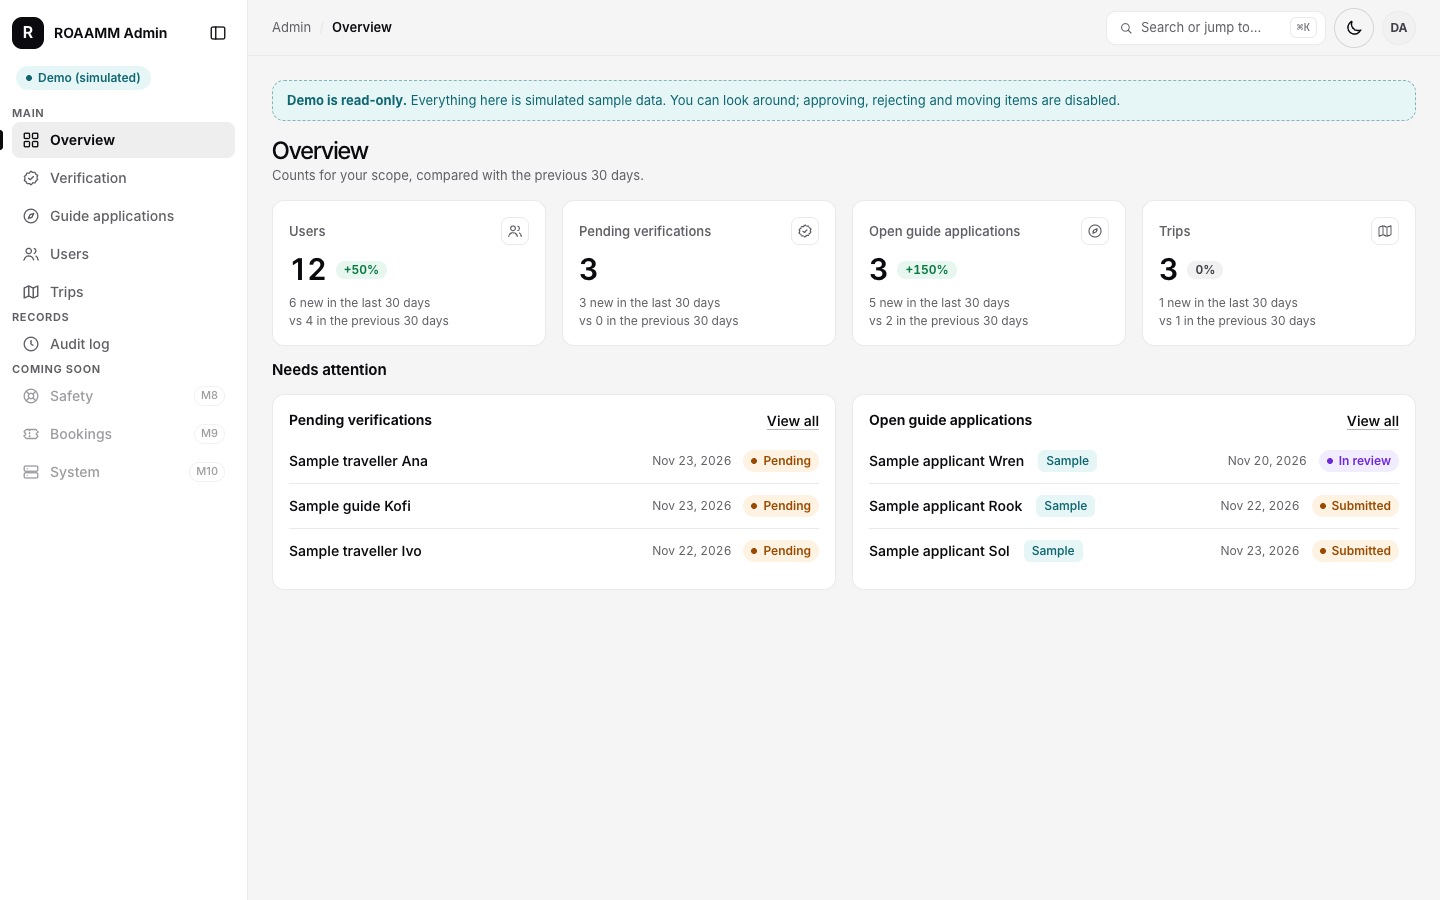 R ROAAMM Admin
Demo (simulated)
MAIN
Overview
Verification
Guide applications
Users
Trips
RECORDS
Audit log
COMING SOON
Safety M8
Bookings M9
System M10
Admin / Overview
Search or jump to... ⌘K
DA
Demo is read-only. Everything here is simulated sample data. You can look around; approving, rejecting and moving items are disabled.
Overview
Counts for your scope, compared with the previous 30 days.
Users
12 +50%
6 new in the last 30 days
vs 4 in the previous 30 days
Pending verifications
3
3 new in the last 30 days
vs 0 in the previous 30 days
Open guide applications
3 +150%
5 new in the last 30 days
vs 2 in the previous 30 days
Trips
3 0%
1 new in the last 30 days
vs 1 in the previous 30 days
Needs attention
Pending verifications View all
Sample traveller Ana Nov 23, 2026 Pending
Sample guide Kofi Nov 23, 2026 Pending
Sample traveller Ivo Nov 22, 2026 Pending
Open guide applications View all
Sample applicant Wren Sample Nov 20, 2026 In review
Sample applicant Rook Sample Nov 22, 2026 Submitted
Sample applicant Sol Sample Nov 23, 2026 Submitted